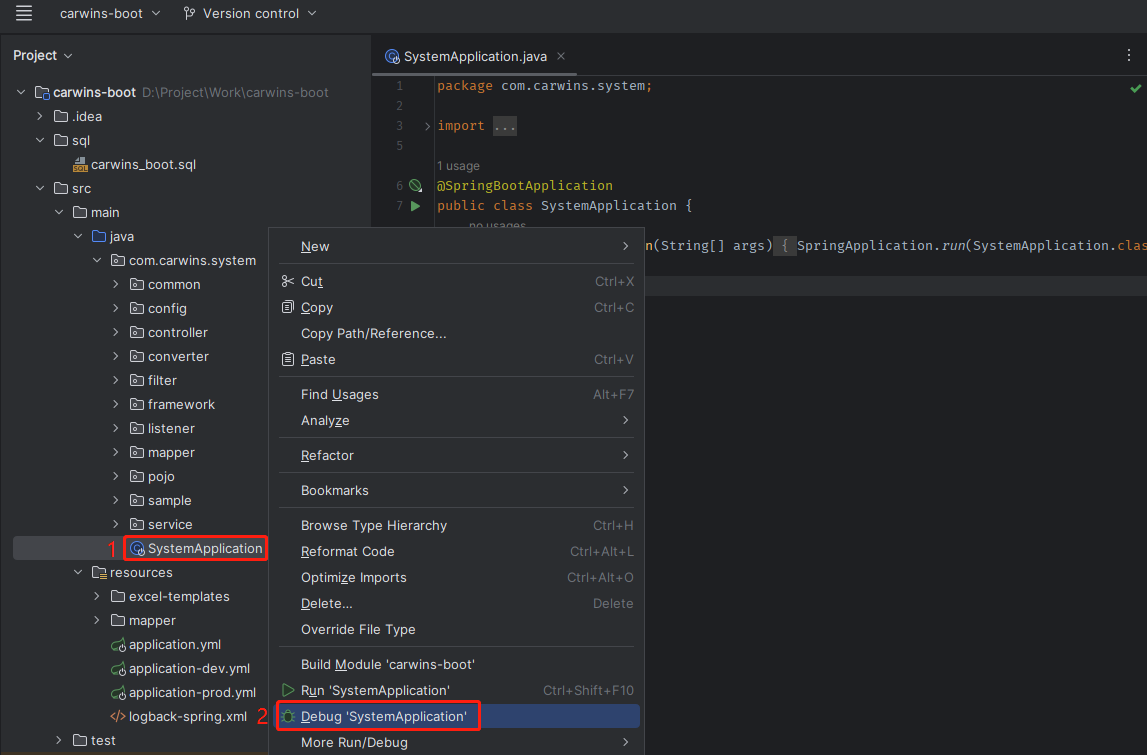 carwins-boot Version control
Project
carwins-boot D:\Project\Work\carwins-boot
.idea
sql
carwins_boot.sql
src
main
java
com.carwins.system
common
config
controller
converter
filter
framework
listener
mapper
pojo
sample
service
1 SystemApplication
resources
excel-templates
mapper
application.yml
application-dev.yml
application-prod.yml
logback-spring.xml
test
SystemApplication.java
1 package com.carwins.system;
2
3 import ...
5
1 usage
6 @SpringBootApplication
7 public class SystemApplication {
no usages
n(String[] args) { SpringApplication.run(SystemApplication.clas
New
Cut Ctrl+X
Copy Ctrl+C
Copy Path/Reference...
Paste Ctrl+V
Find Usages Alt+F7
Analyze
Refactor
Bookmarks
Browse Type Hierarchy Ctrl+H
Reformat Code Ctrl+Alt+L
Optimize Imports Ctrl+Alt+O
Delete... Delete
Override File Type
Build Module 'carwins-boot'
Run 'SystemApplication' Ctrl+Shift+F10
2 Debug 'SystemApplication'
More Run/Debug